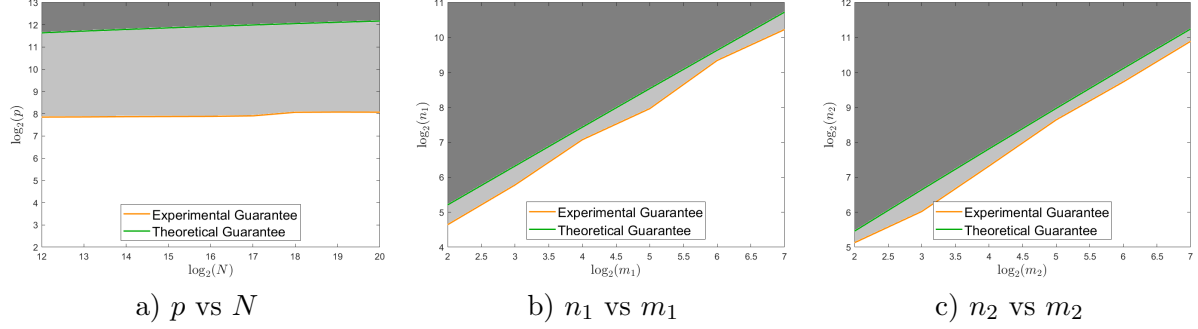 13
12
11
10
9
8
7
6
5
4
3
2
log₂(p)
Experimental Guarantee
Theoretical Guarantee
12 13 14 15 16 17 18 19 20
log₂(N)
a) p vs N
11
10
9
8
7
6
5
4
log₂(n₁)
Experimental Guarantee
Theoretical Guarantee
2 2.5 3 3.5 4 4.5 5 5.5 6 6.5 7
log₂(m₁)
b) n₁ vs m₁
12
11
10
9
8
7
6
5
4
log₂(n₂)
Experimental Guarantee
Theoretical Guarantee
2 2.5 3 3.5 4 4.5 5 5.5 6 6.5 7
log₂(m₂)
c) n₂ vs m₂